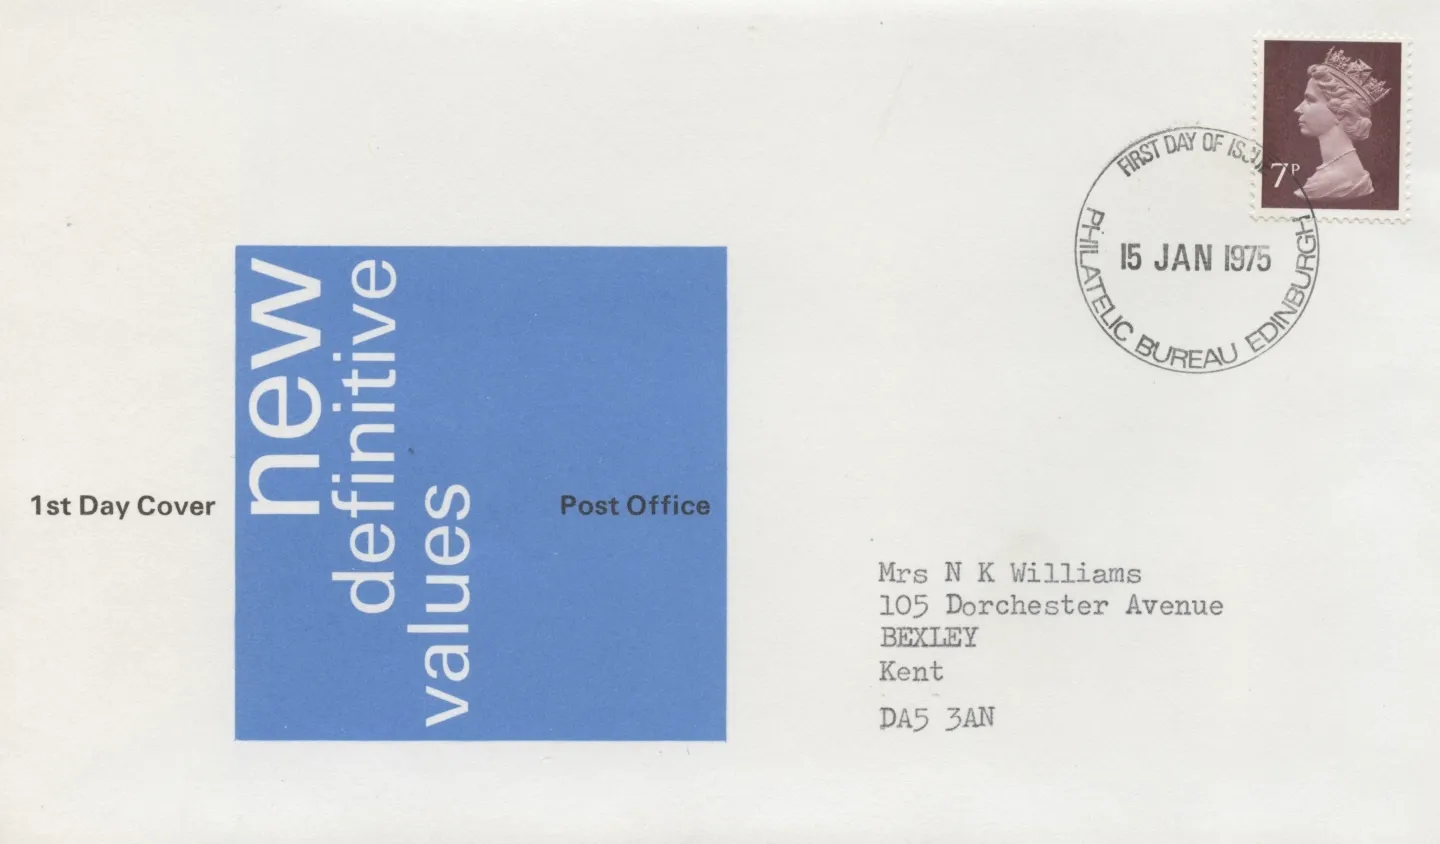 7P
FIRST DAY OF ISSUE
15 JAN 1975
PHILATELIC BUREAU EDINBURGH
new
definitive
values
1st Day Cover
Post Office
Mrs N K Williams
105 Dorchester Avenue
BEXLEY
Kent
DA5 3AN